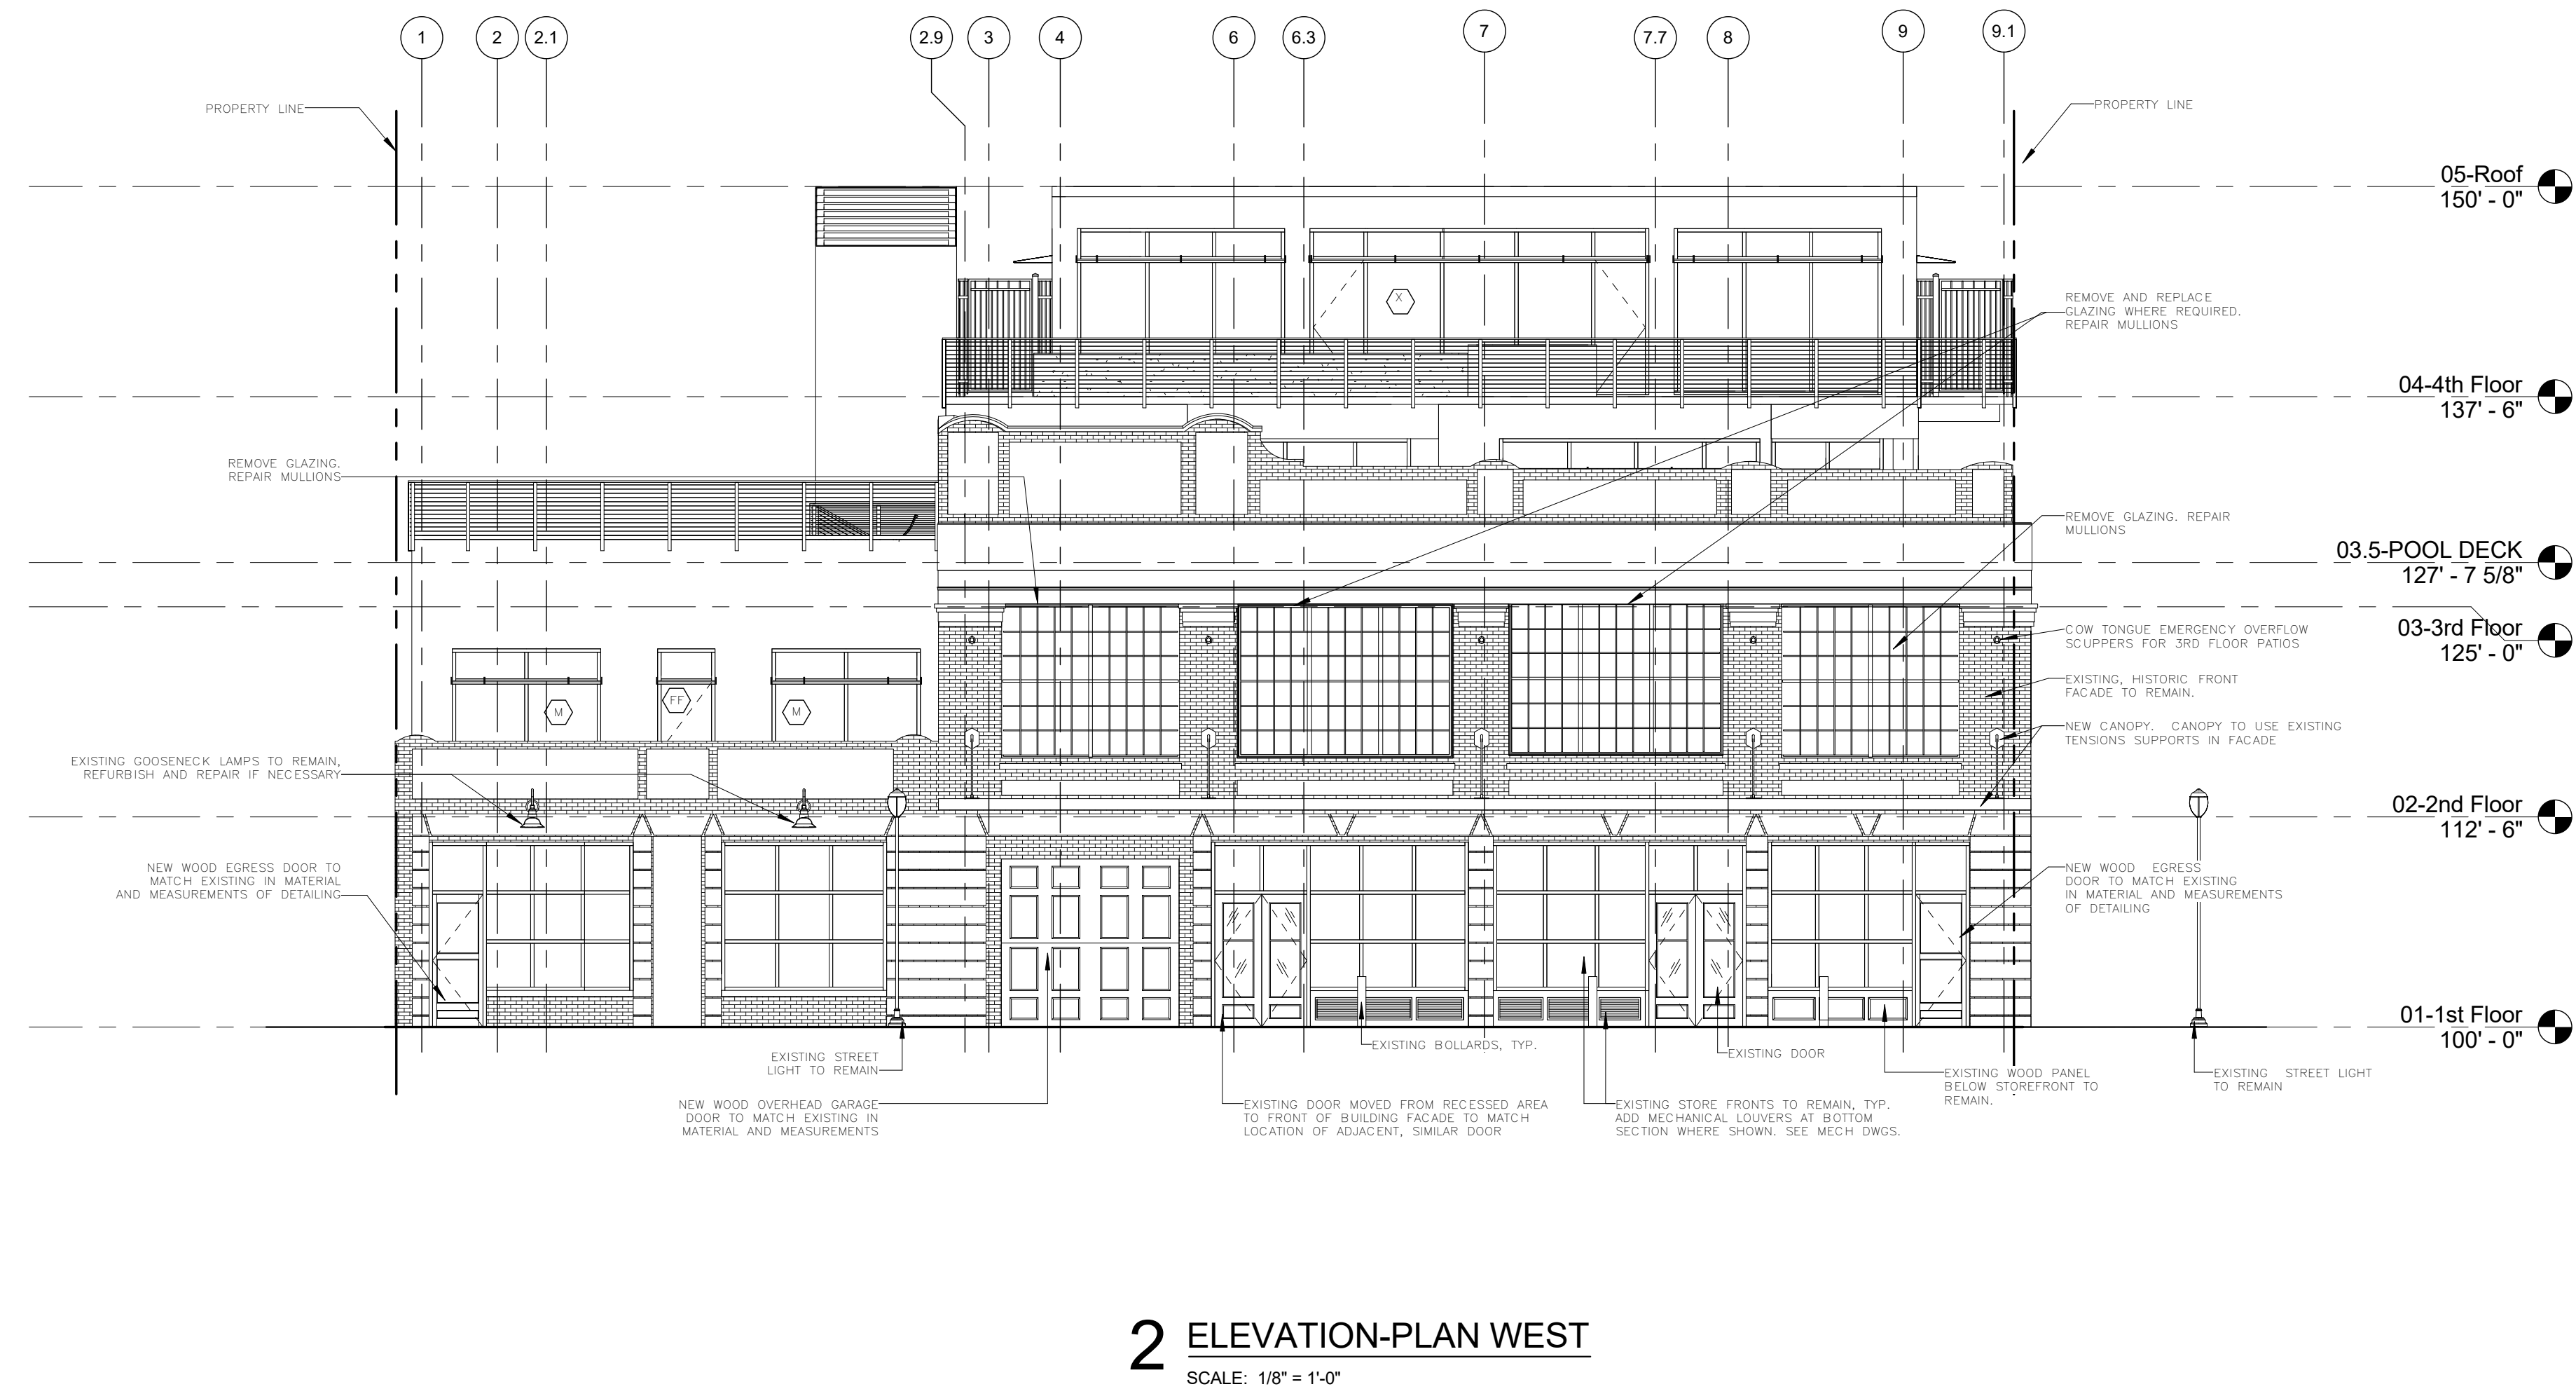 1
2
2.1
2.9
3
4
6
6.3
7
7.7
8
9
9.1
PROPERTY LINE
PROPERTY LINE
05-Roof
150' - 0"
X
REMOVE AND REPLACE
GLAZING WHERE REQUIRED.
REPAIR MULLIONS
04-4th Floor
137' - 6"
REMOVE GLAZING.
REPAIR MULLIONS
REMOVE GLAZING. REPAIR
MULLIONS
03.5-POOL DECK
127' - 7 5/8"
COW TONGUE EMERGENCY OVERFLOW
SCUPPERS FOR 3RD FLOOR PATIOS
03-3rd Floor
125' - 0"
M
FF
M
EXISTING, HISTORIC FRONT
FACADE TO REMAIN.
NEW CANOPY. CANOPY TO USE EXISTING
TENSIONS SUPPORTS IN FACADE
EXISTING GOOSENECK LAMPS TO REMAIN,
REFURBISH AND REPAIR IF NECESSARY
02-2nd Floor
112' - 6"
NEW WOOD EGRESS DOOR TO
MATCH EXISTING IN MATERIAL
AND MEASUREMENTS OF DETAILING
NEW WOOD EGRESS
DOOR TO MATCH EXISTING
IN MATERIAL AND MEASUREMENTS
OF DETAILING
01-1st Floor
100' - 0"
EXISTING STREET
LIGHT TO REMAIN
EXISTING BOLLARDS, TYP.
EXISTING DOOR
EXISTING WOOD PANEL
BELOW STOREFRONT TO
REMAIN.
EXISTING STREET LIGHT
TO REMAIN
NEW WOOD OVERHEAD GARAGE
DOOR TO MATCH EXISTING IN
MATERIAL AND MEASUREMENTS
EXISTING DOOR MOVED FROM RECESSED AREA
TO FRONT OF BUILDING FACADE TO MATCH
LOCATION OF ADJACENT, SIMILAR DOOR
EXISTING STORE FRONTS TO REMAIN, TYP.
ADD MECHANICAL LOUVERS AT BOTTOM
SECTION WHERE SHOWN. SEE MECH DWGS.
2 ELEVATION-PLAN WEST
SCALE: 1/8" = 1'-0"